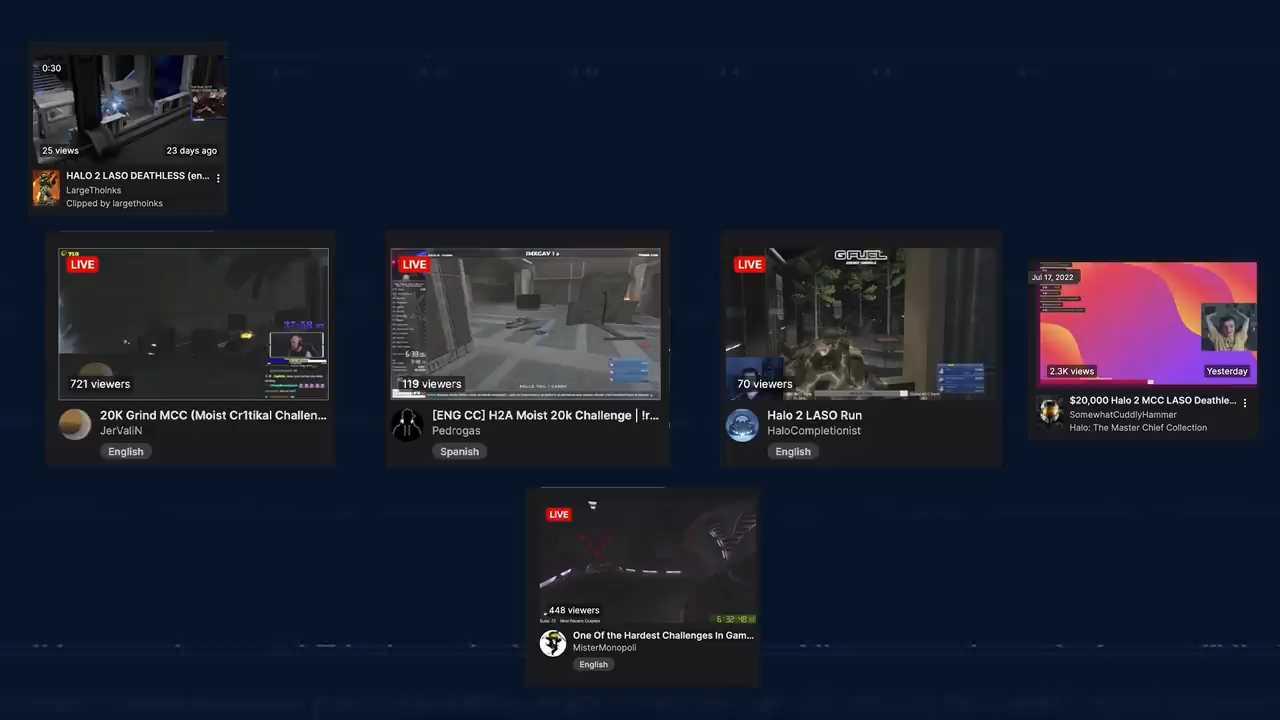 0:30
25 views
23 days ago
HALO 2 LASO DEATHLESS (en...
LargeThoinks
Clipped by largethoinks
LIVE
721 viewers
20K Grind MCC (Moist Cr1tikal Challen...
JerValiN
English
LIVE
119 viewers
[ENG CC] H2A Moist 20k Challenge | !r...
Pedrogas
Spanish
LIVE
GFUEL
70 viewers
Halo 2 LASO Run
HaloCompletionist
English
Jul 17, 2022
2.3K views
Yesterday
$20,000 Halo 2 MCC LASO Deathle...
SomewhatCuddlyHammer
Halo: The Master Chief Collection
LIVE
448 viewers
One Of the Hardest Challenges In Gam...
MisterMonopoli
English